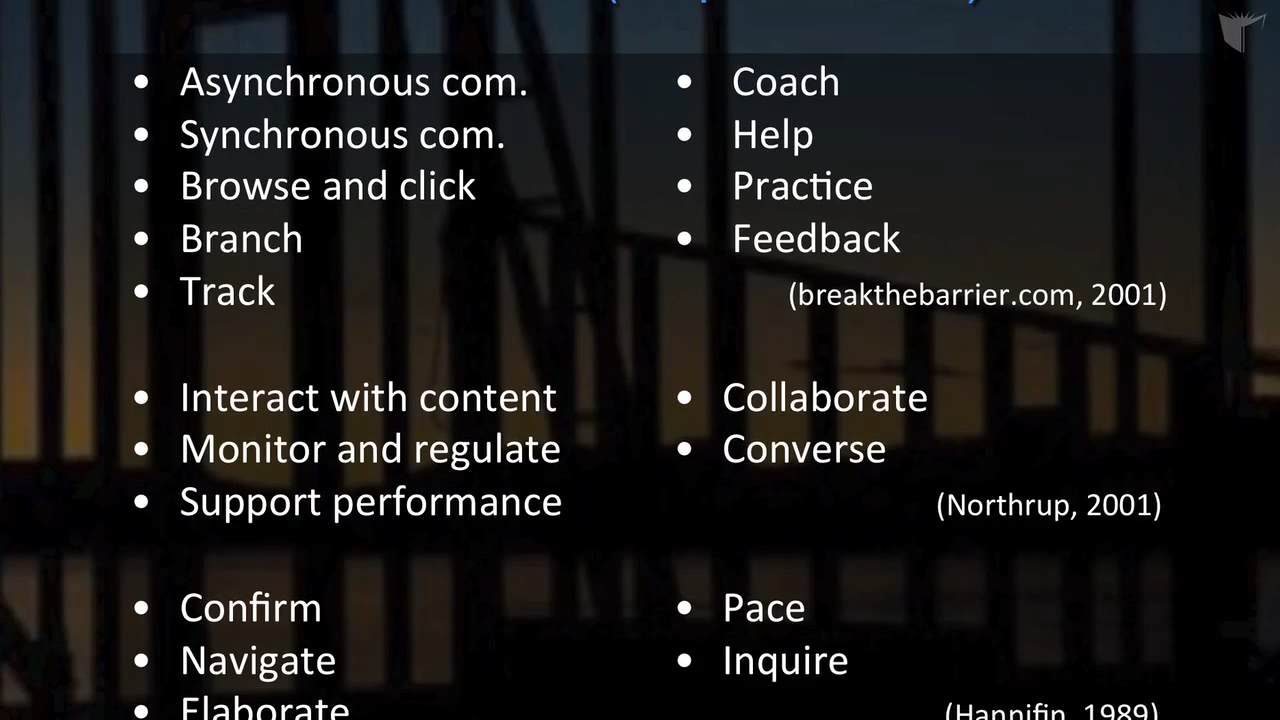 • Asynchronous com.
• Synchronous com.
• Browse and click
• Branch
• Track
• Coach
• Help
• Practice
• Feedback
(breakthebarrier.com, 2001)
• Interact with content
• Monitor and regulate
• Support performance
• Collaborate
• Converse
(Northrup, 2001)
• Confirm
• Navigate
• Elaborate
• Pace
• Inquire
(Hannifin, 1989)